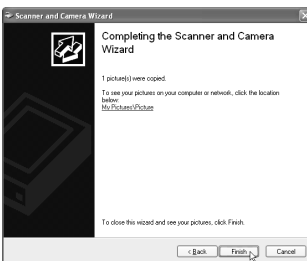 Scanner and Camera Wizard
Completing the Scanner and Camera
Wizard
1 picture(s) were copied.
To see your pictures on your computer or network, click the location
below:
My Pictures\Picture
To close this wizard and see your pictures, click Finish.
< Back
Finish
Cancel